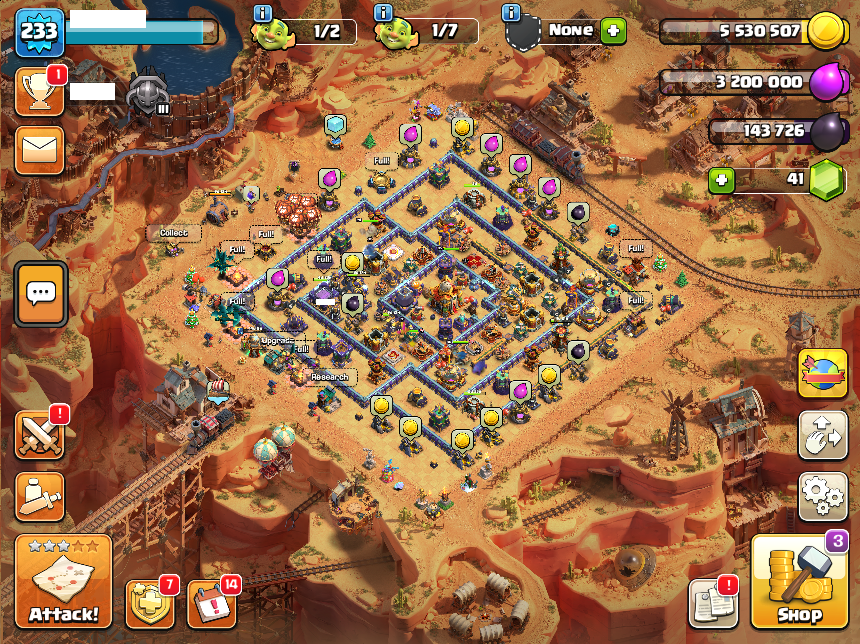 233
1/2
1/7
None
5 530 507
1
3 200 000
143 726
41
Full!
Collect
Full!
Full!
Full!
Full!
Full!
Full!
Upgrade
Full!
Research
!
3
Attack!
7
14
!
Shop